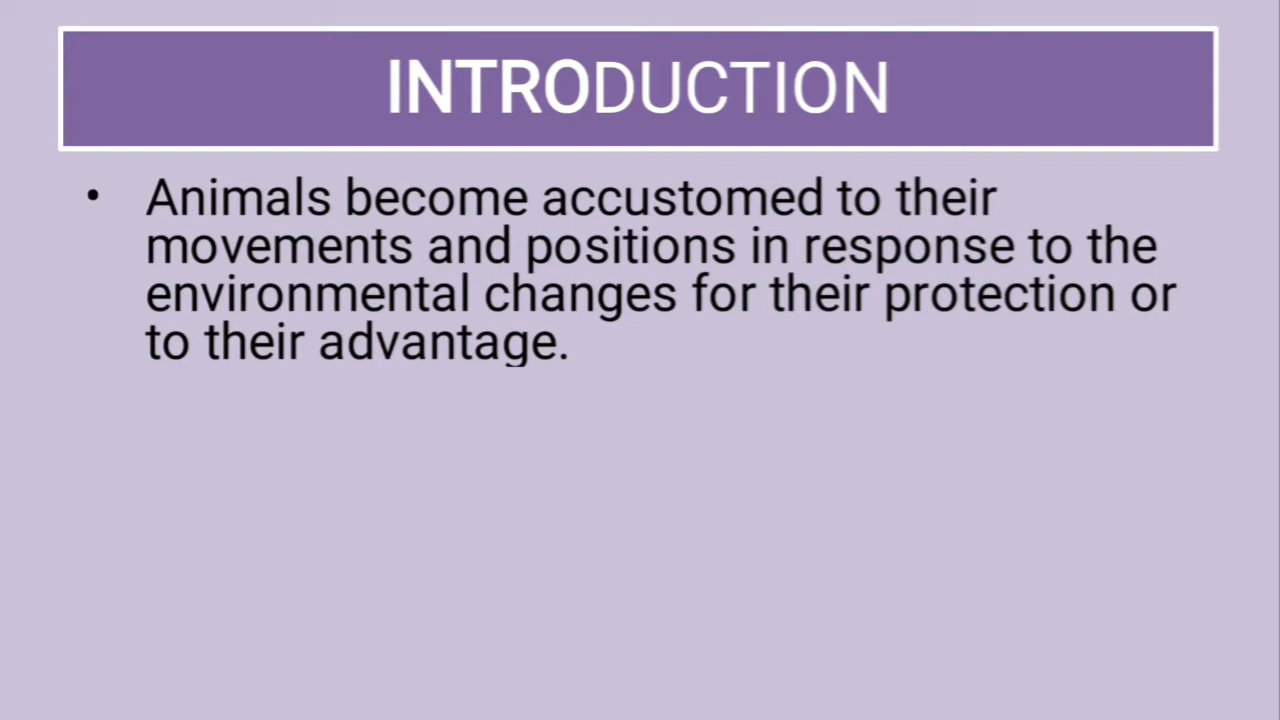 INTRODUCTION
• Animals become accustomed to their
movements and positions in response to the
environmental changes for their protection or
to their advantage.